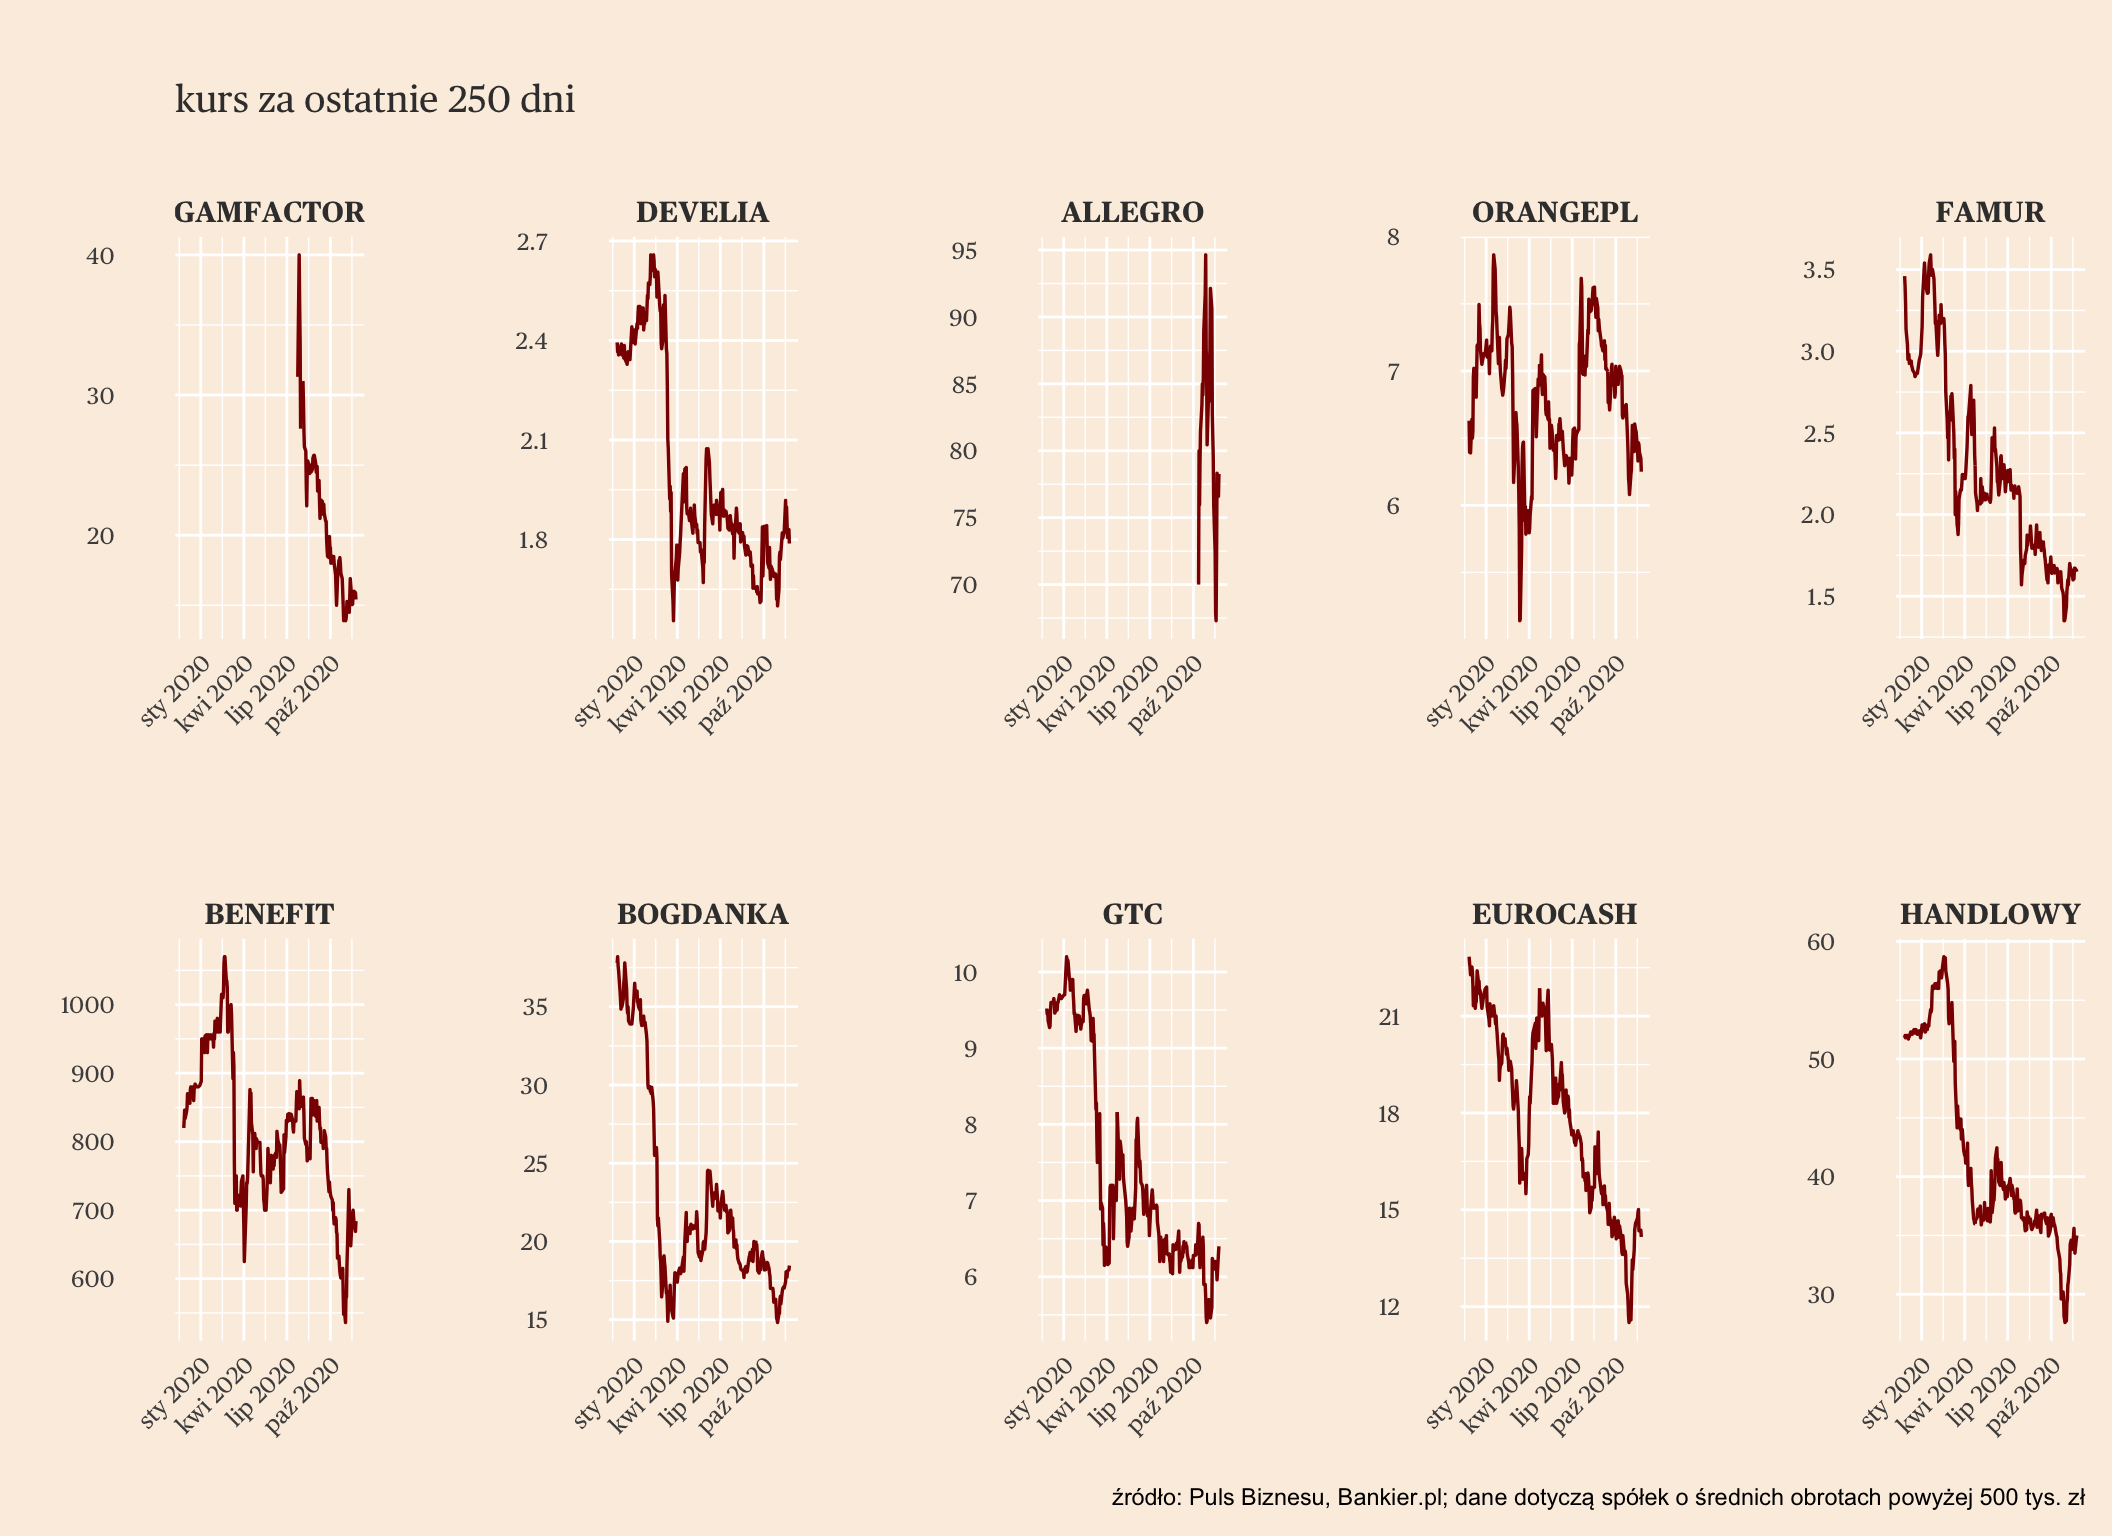 kurs za ostatnie 250 dni
GAMFACTOR
40
30
20
sty 2020
kwi 2020
lip 2020
paź 2020
DEVELIA
2.7
2.4
2.1
1.8
sty 2020
kwi 2020
lip 2020
paź 2020
ALLEGRO
95
90
85
80
75
70
sty 2020
kwi 2020
lip 2020
paź 2020
ORANGEPL
8
7
6
sty 2020
kwi 2020
lip 2020
paź 2020
FAMUR
3.5
3.0
2.5
2.0
1.5
sty 2020
kwi 2020
lip 2020
paź 2020
BENEFIT
1000
900
800
700
600
sty 2020
kwi 2020
lip 2020
paź 2020
BOGDANKA
35
30
25
20
15
sty 2020
kwi 2020
lip 2020
paź 2020
GTC
10
9
8
7
6
sty 2020
kwi 2020
lip 2020
paź 2020
EUROCASH
21
18
15
12
sty 2020
kwi 2020
lip 2020
paź 2020
HANDLOWY
60
50
40
30
sty 2020
kwi 2020
lip 2020
paź 2020
źródło: Puls Biznesu, Bankier.pl; dane dotyczą spółek o średnich obrotach powyżej 500 tys. zł